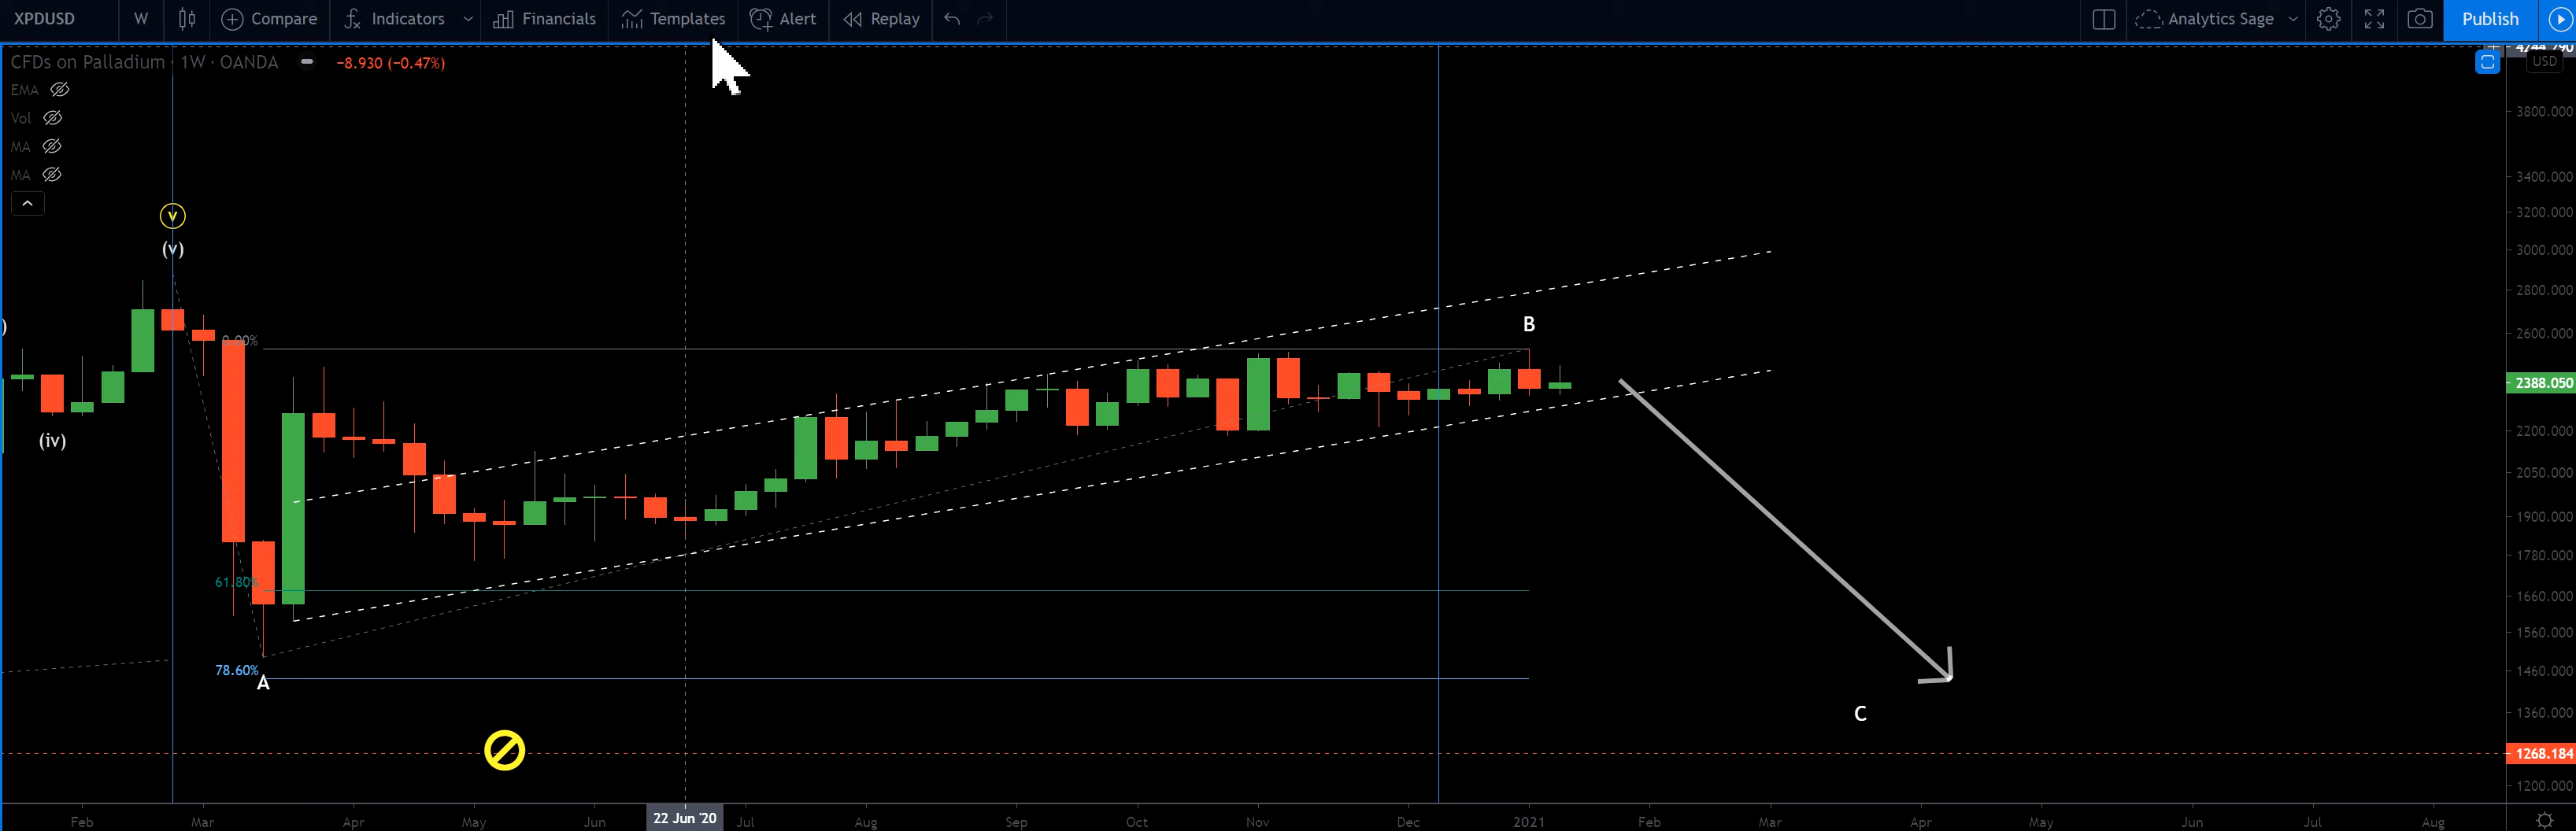 XPDUSD W Compare Indicators Financials Templates Alert Replay Analytics Sage Publish
CFDs on Palladium · 1W · OANDA −8.930 (−0.47%)
4244.790
USD
EMA
Vol
MA
MA
3800.000
3400.000
3200.000
3000.000
2800.000
2600.000
2388.050
2200.000
2050.000
1900.000
1780.000
1660.000
1560.000
1460.000
1360.000
1268.184
1200.000
v
(v)
)
(iv)
0.00%
61.80%
78.60%
A
B
C
Feb Mar Apr May Jun 22 Jun '20 Jul Aug Sep Oct Nov Dec 2021 Feb Mar Apr May Jun Jul Aug